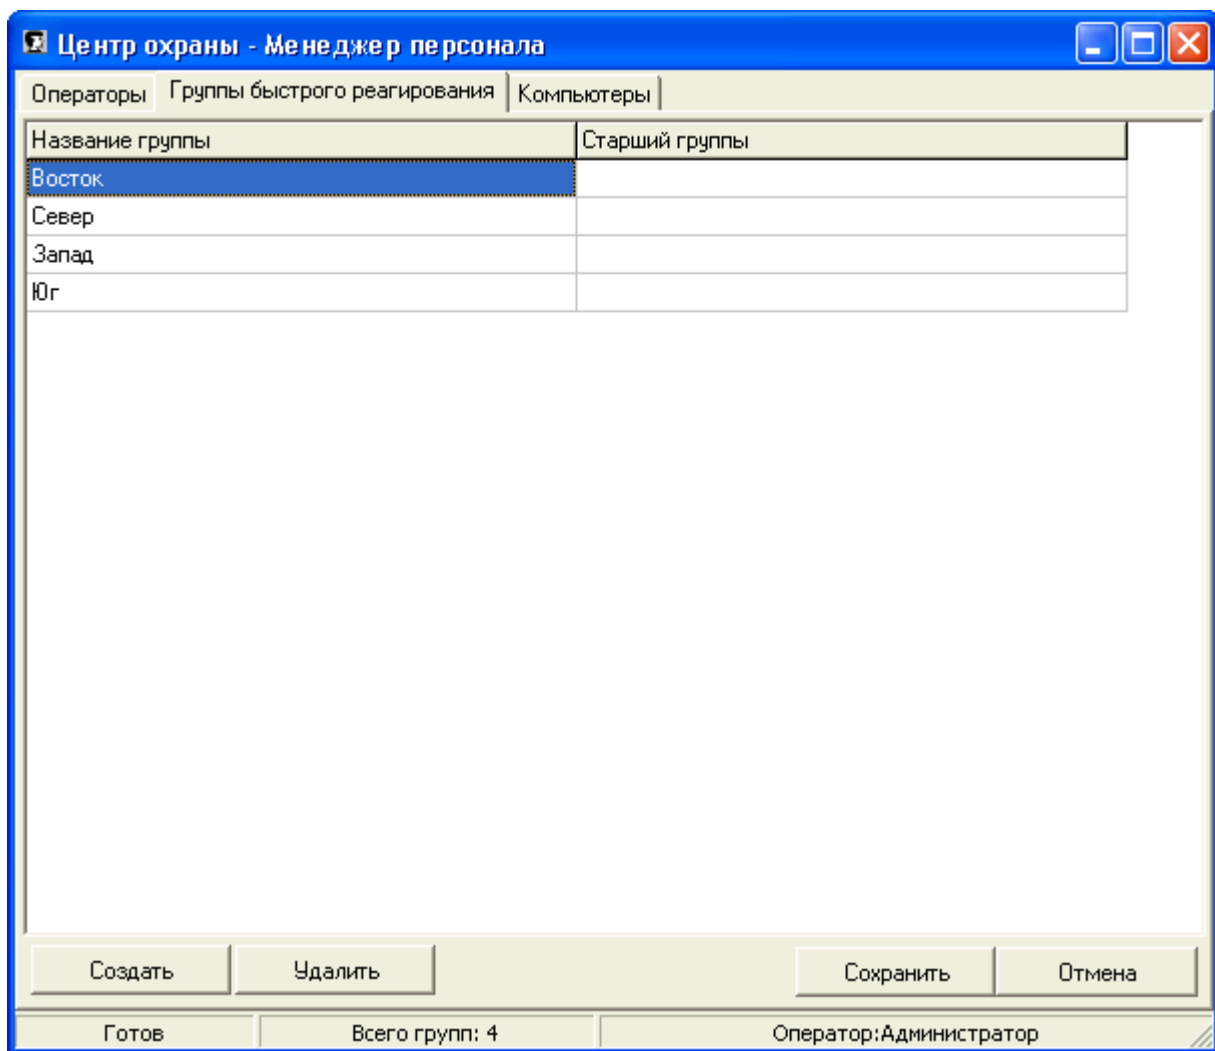 Центр охраны - Менеджер персонала
Операторы Группы быстрого реагирования Компьютеры
Название группы Старший группы
Восток
Север
Запад
Юг
Создать Удалить Сохранить Отмена
Готов Всего групп: 4 Оператор:Администратор